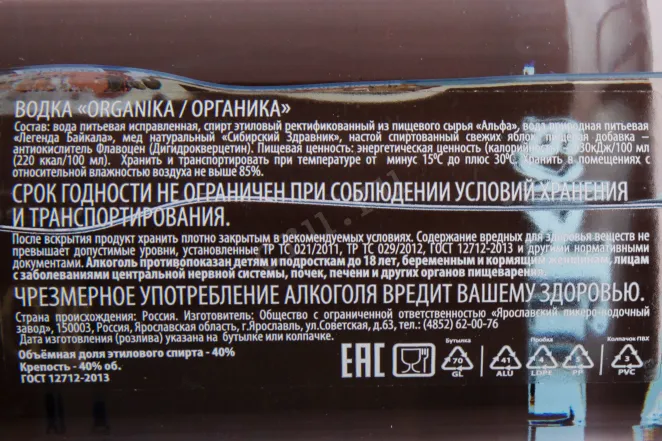 ВОДКА «ORGANIKA / ОРГАНИКА»
Состав: вода питьевая исправленная, спирт этиловый ректификованный из пищевого сырья «Альфа», вода природная питьевая
«Легенда Байкала», мед натуральный «Сибирский Здравник», настой спиртованный свежих яблок, пищевая добавка –
антиокислитель Флавоцен (Дигидрокверцетин). Пищевая ценность: энергетическая ценность (калорийность) – кДж/100 мл
(220 ккал/100 мл). Хранить и транспортировать при температуре от минус 15°С до плюс 30°С. Хранить в помещениях с
относительной влажностью воздуха не выше 85%.
СРОК ГОДНОСТИ НЕ ОГРАНИЧЕН ПРИ СОБЛЮДЕНИИ УСЛОВИЙ ХРАНЕНИЯ
И ТРАНСПОРТИРОВАНИЯ.
После вскрытия продукт хранить плотно закрытым в рекомендуемых условиях. Содержание вредных для здоровья веществ не
превышает допустимые уровни, установленные ТР ТС 021/2011, ТР ТС 029/2012, ГОСТ 12712-2013 и другими нормативными
документами. Алкоголь противопоказан детям и подросткам до 18 лет, беременным и кормящим женщинам, лицам
с заболеваниями центральной нервной системы, почек, печени и других органов пищеварения.
ЧРЕЗМЕРНОЕ УПОТРЕБЛЕНИЕ АЛКОГОЛЯ ВРЕДИТ ВАШЕМУ ЗДОРОВЬЮ.
Страна происхождения: Россия. Изготовитель: Общество с ограниченной ответственностью «Ярославский ликеро-водочный
завод», 150003, Россия, Ярославская область, г.Ярославль, ул.Советская, д.63, тел.: (4852) 62-00-76
Дата изготовления (розлива) указана на бутылке или колпачке.
Объёмная доля этилового спирта - 40%
Крепость - 40% об.
ГОСТ 12712-2013
EAC
Бутылка Пробка Колпачок ПВХ
70 41 4 5 3
GL ALU LDPE PP PVC